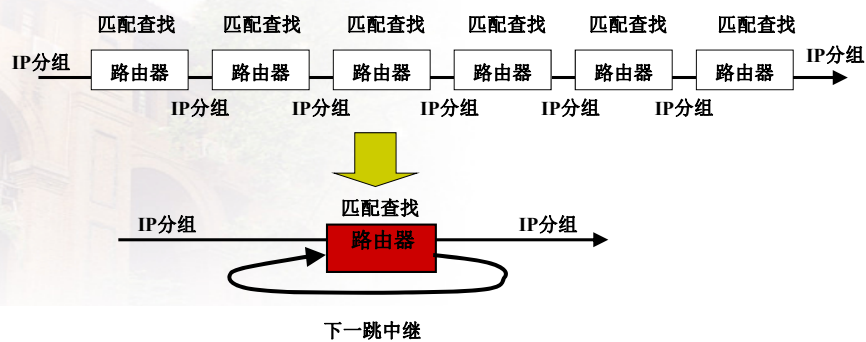 匹配查找 匹配查找 匹配查找 匹配查找 匹配查找 匹配查找
IP分组 路由器 路由器 路由器 路由器 路由器 路由器 IP分组
IP分组 IP分组 IP分组 IP分组 IP分组
匹配查找
IP分组 路由器 IP分组
下一跳中继